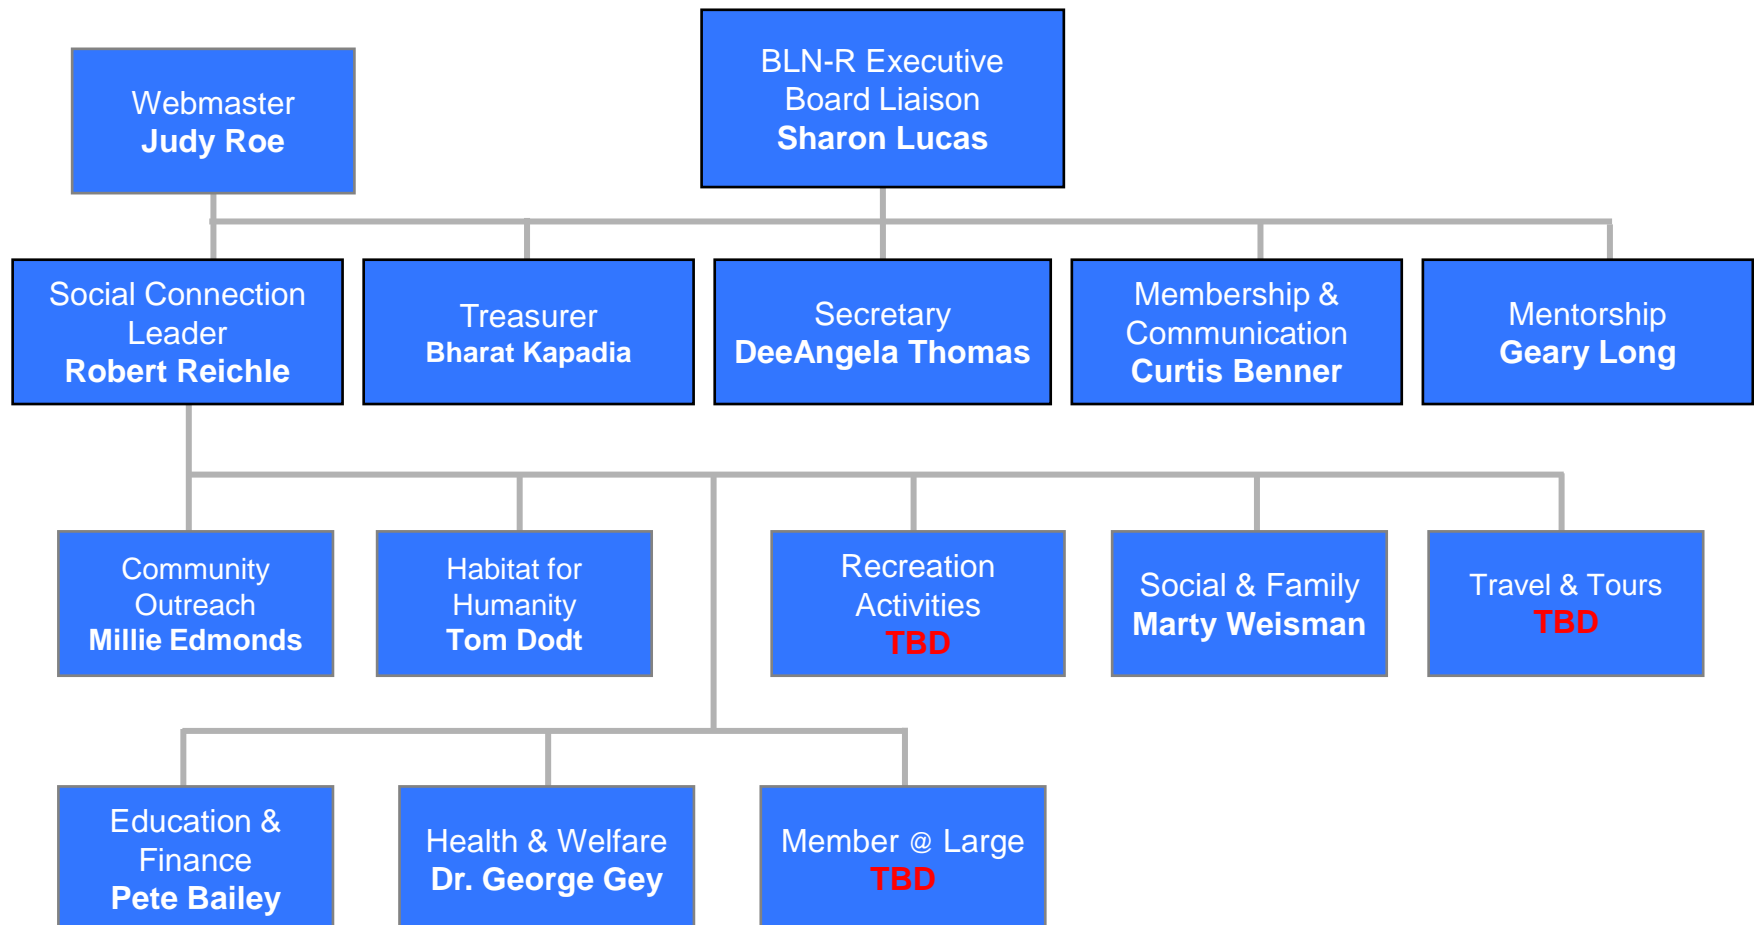 Webmaster
Judy Roe
BLN-R Executive
Board Liaison
Sharon Lucas
Social Connection
Leader
Robert Reichle
Treasurer
Bharat Kapadia
Secretary
DeeAngela Thomas
Membership &
Communication
Curtis Benner
Mentorship
Geary Long
Community
Outreach
Millie Edmonds
Habitat for
Humanity
Tom Dodt
Recreation
Activities
TBD
Social & Family
Marty Weisman
Travel & Tours
TBD
Education &
Finance
Pete Bailey
Health & Welfare
Dr. George Gey
Member @ Large
TBD